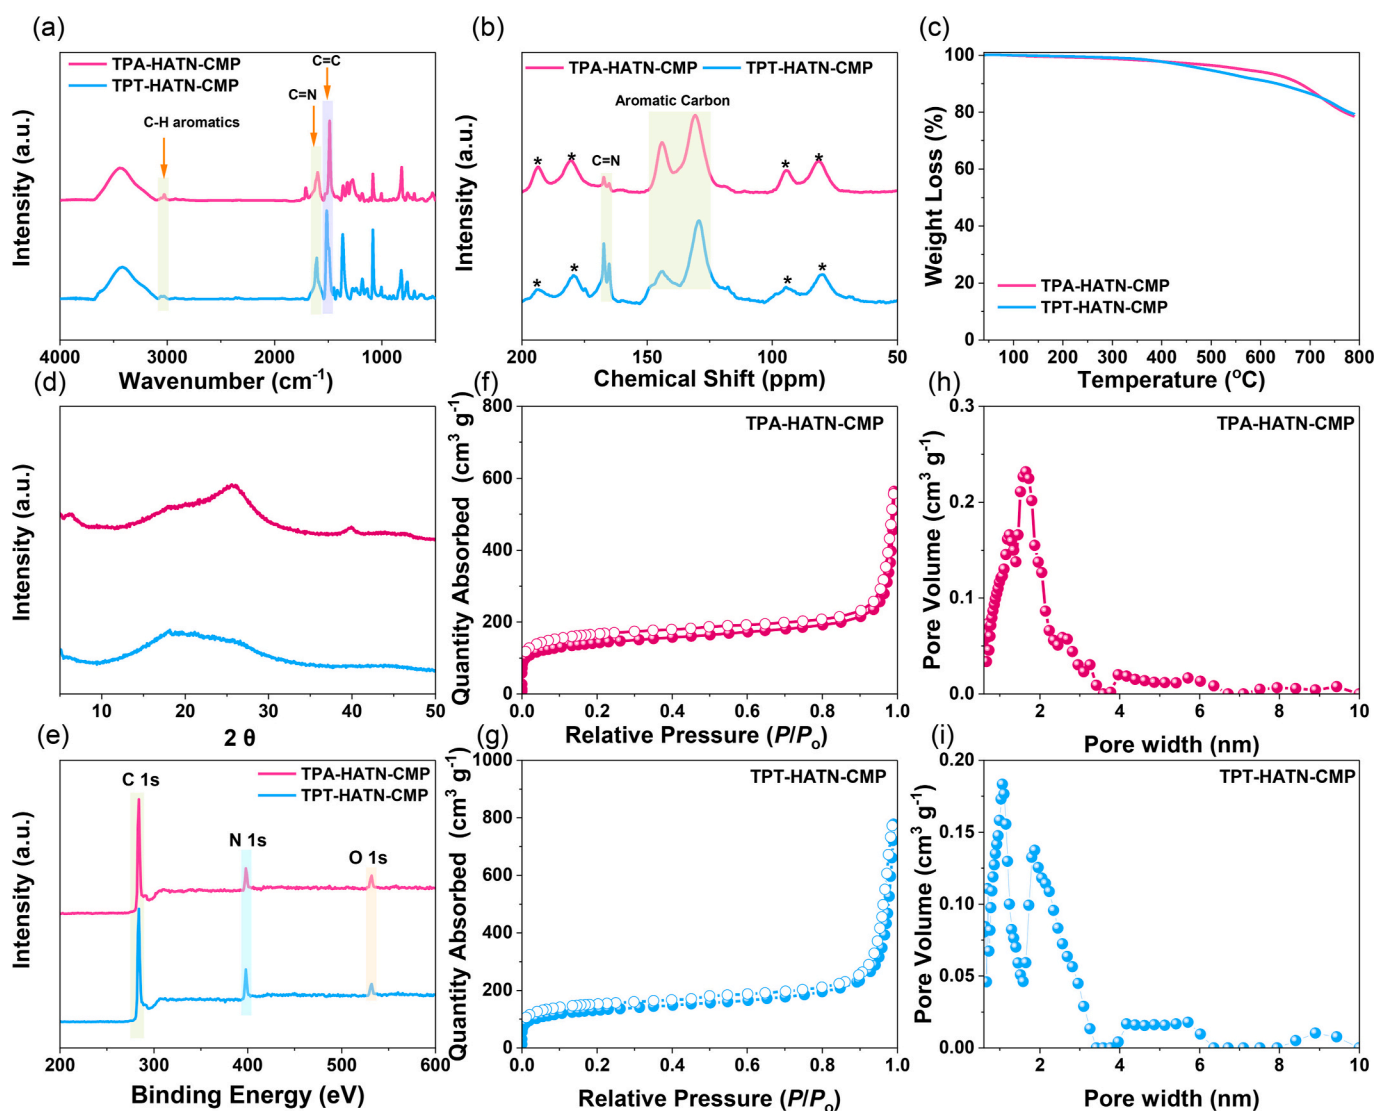 (a)
TPA-HATN-CMP
TPT-HATN-CMP
C=C
C=N
C-H aromatics
Intensity (a.u.)
4000 3000 2000 1000
Wavenumber (cm-1)
(b)
TPA-HATN-CMP TPT-HATN-CMP
Aromatic Carbon
* * C=N * *
* * * *
Intensity (a.u.)
200 150 100 50
Chemical Shift (ppm)
(c)
100
80
60
40
20
0
Weight Loss (%)
TPA-HATN-CMP
TPT-HATN-CMP
100 200 300 400 500 600 700 800
Temperature (oC)
(d)
Intensity (a.u.)
10 20 30 40 50
2 θ
(f)
800
600
400
200
0
Quantity Absorbed (cm3 g-1)
TPA-HATN-CMP
0.0 0.2 0.4 0.6 0.8 1.0
Relative Pressure (P/Po)
(h)
0.3
0.2
0.1
0.0
Pore Volume (cm3 g-1)
TPA-HATN-CMP
2 4 6 8 10
Pore width (nm)
(e)
TPA-HATN-CMP
TPT-HATN-CMP
C 1s
N 1s
O 1s
Intensity (a.u.)
200 300 400 500 600
Binding Energy (eV)
(g)
1000
800
600
400
200
0
Quantity Absorbed (cm3 g-1)
TPT-HATN-CMP
0.0 0.2 0.4 0.6 0.8 1.0
Relative Pressure (P/Po)
(i)
0.20
0.15
0.10
0.05
0.00
Pore Volume (cm3 g-1)
TPT-HATN-CMP
2 4 6 8 10
Pore width (nm)